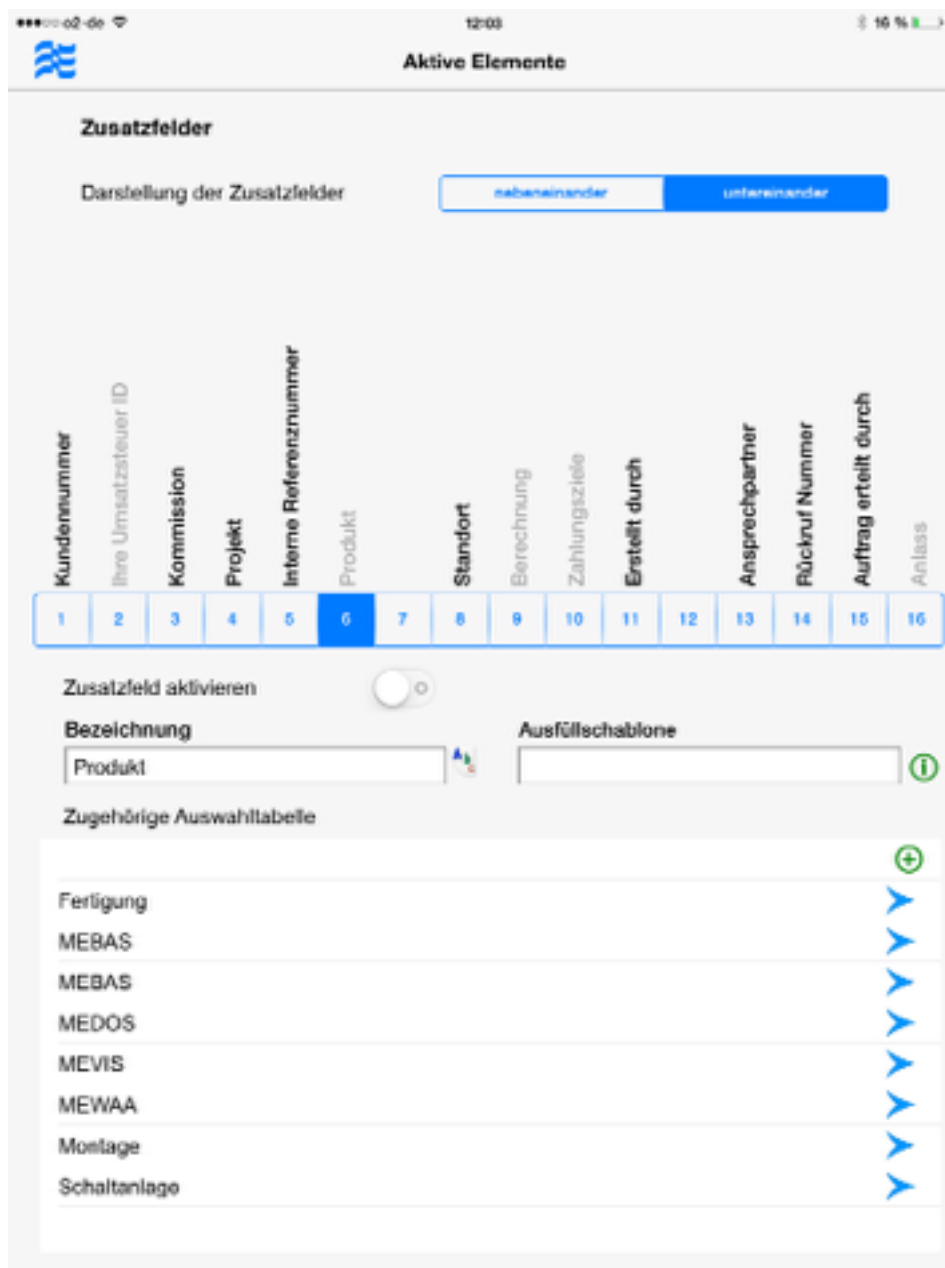 o2-de 12:03 16 %
Aktive Elemente
Zusatzfelder
Darstellung der Zusatzfelder nebeneinander untereinander
Kundennummer
Ihre Umsatzsteuer ID
Kommission
Projekt
Interne Referenznummer
Produkt
Standort
Berechnung
Zahlungsziele
Erstellt durch
Ansprechpartner
Rückruf Nummer
Auftrag erteilt durch
Anlass
1 2 3 4 5 6 7 8 9 10 11 12 13 14 15 16
Zusatzfeld aktivieren
Bezeichnung Ausfüllschablone
Produkt
Zugehörige Auswahltabelle
Fertigung
MEBAS
MEBAS
MEDOS
MEVIS
MEWAA
Montage
Schaltanlage